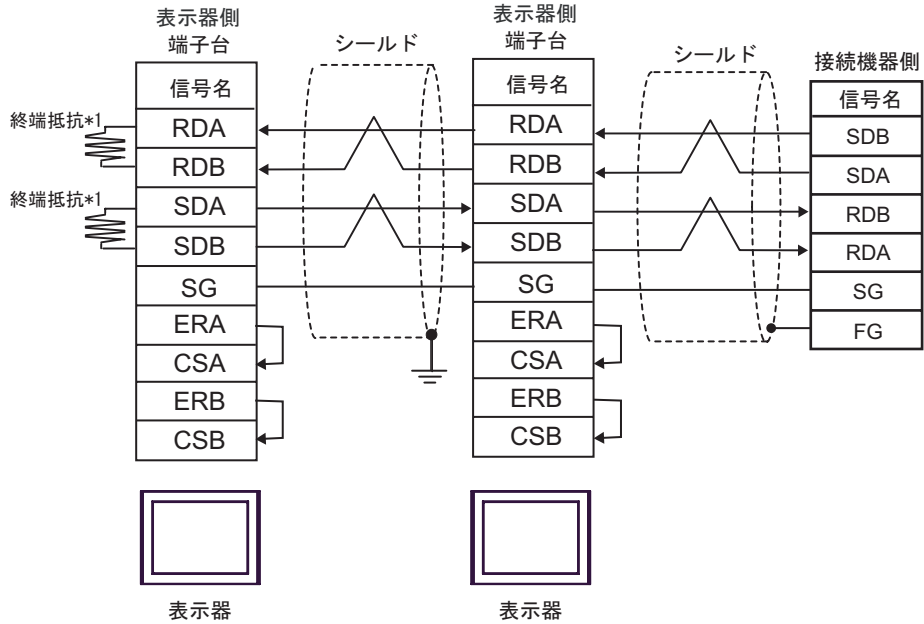 表示器側
端子台
信号名
RDA
RDB
SDA
SDB
SG
ERA
CSA
ERB
CSB
終端抵抗*1
終端抵抗*1
シールド
表示器側
端子台
信号名
RDA
RDB
SDA
SDB
SG
ERA
CSA
ERB
CSB
シールド
接続機器側
信号名
SDB
SDA
RDB
RDA
SG
FG
表示器
表示器